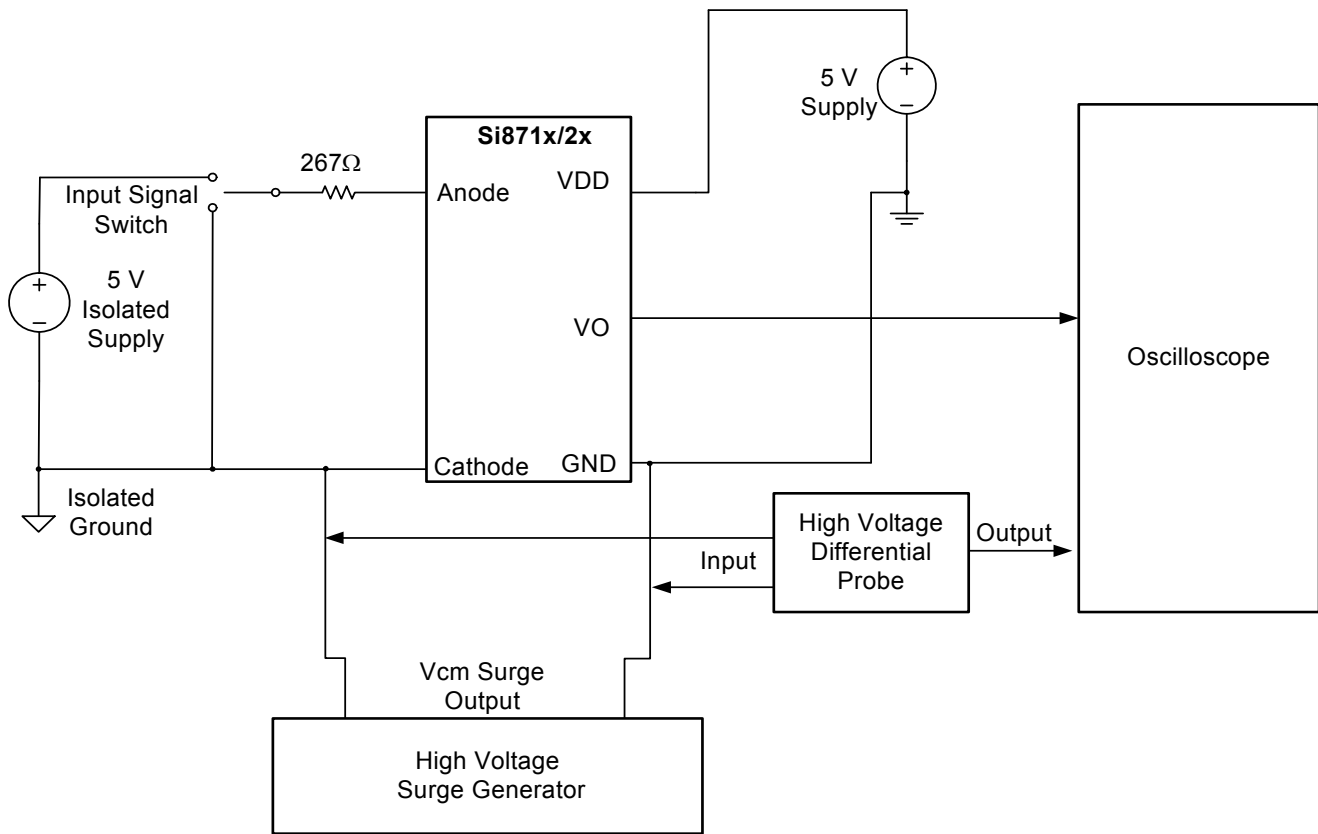 5 V
Supply
Si871x/2x
267Ω
Input Signal
Switch
Anode
VDD
+
−
5 V
Isolated
Supply
+
−
VO
Oscilloscope
Cathode
GND
Isolated
Ground
High Voltage
Differential
Probe
Input
Output
Vcm Surge
Output
High Voltage
Surge Generator